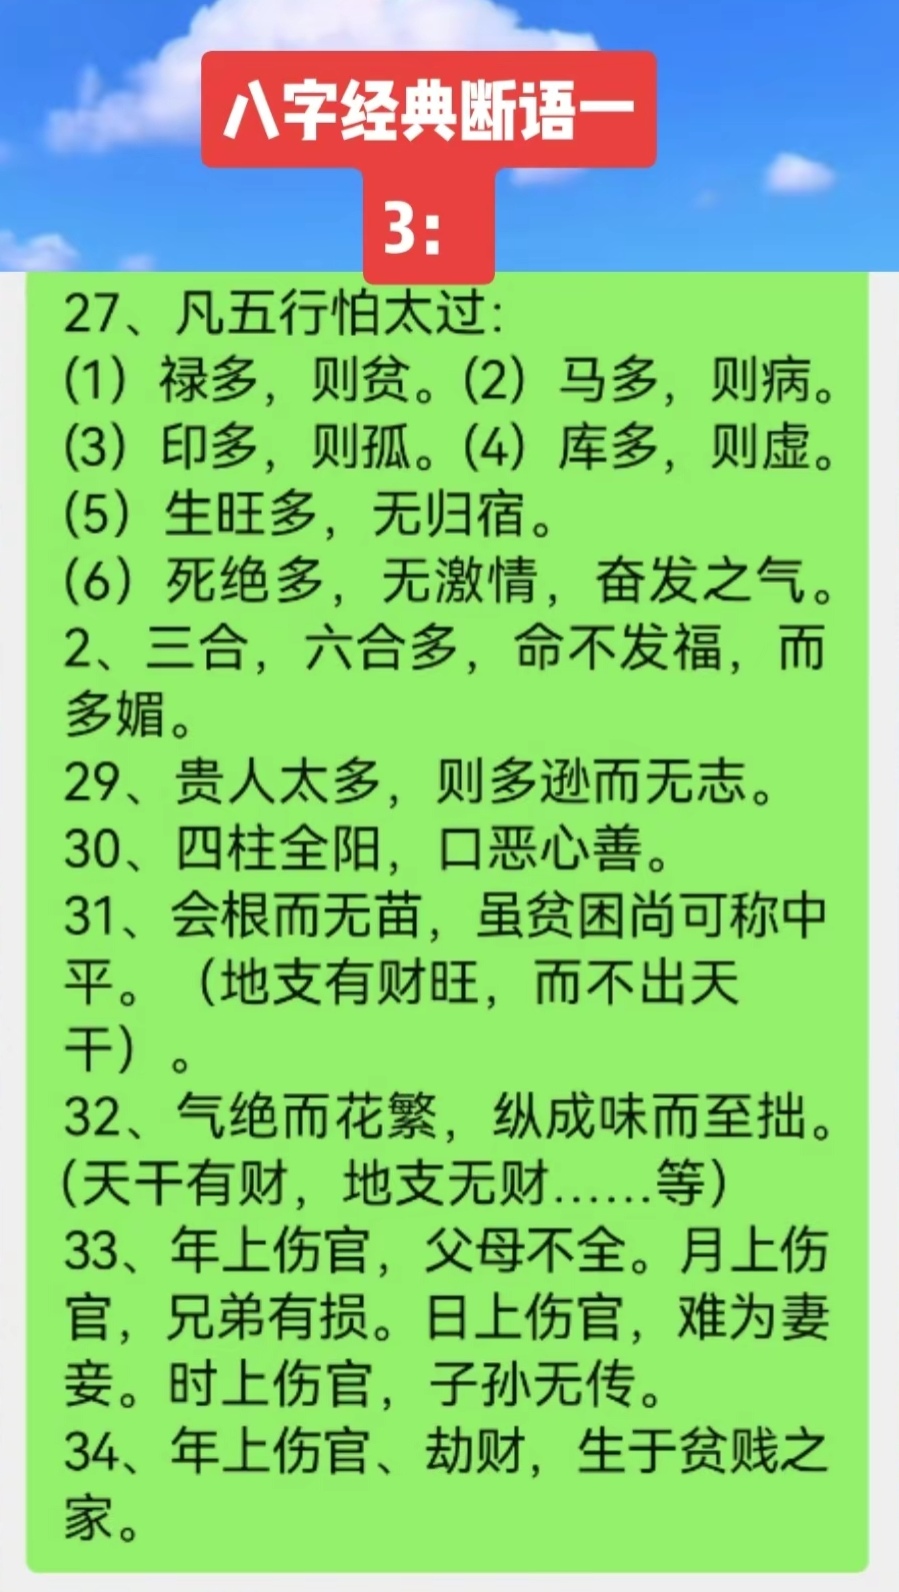 八字经典断语一
3：
27、凡五行怕太过：
(1）禄多，则贫。(2）马多，则病。
(3）印多，则孤。(4）库多，则虚。
(5）生旺多，无归宿。
(6）死绝多，无激情，奋发之气。
2、三合，六合多，命不发福，而
多媚。
29、贵人太多，则多逊而无志。
30、四柱全阳，口恶心善。
31、会根而无苗，虽贫困尚可称中
平。（地支有财旺，而不出天
干）。
32、气绝而花繁，纵成味而至拙。
(天干有财，地支无财……等）
33、年上伤官，父母不全。月上伤
官，兄弟有损。日上伤官，难为妻
妾。时上伤官，子孙无传。
34、年上伤官、劫财，生于贫贱之
家。